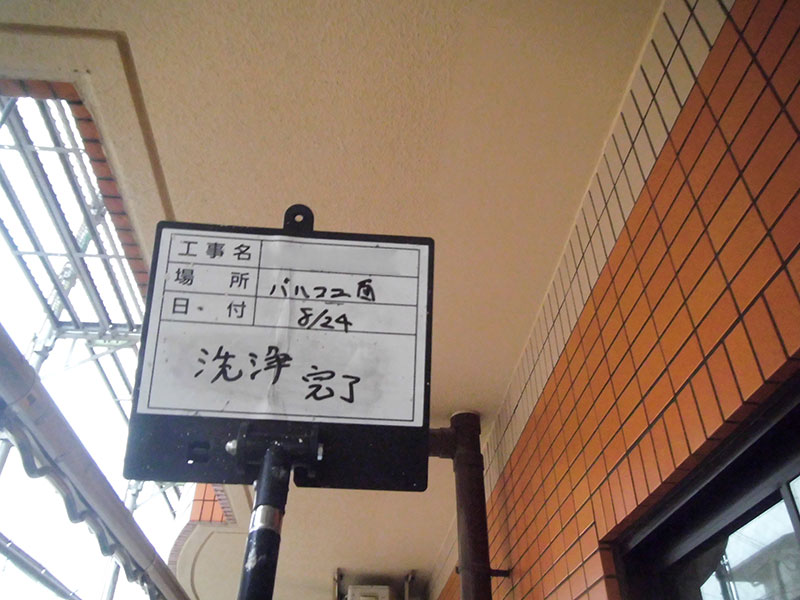 工事名
場所 バルコニー面
日付 8/24
洗浄 完了